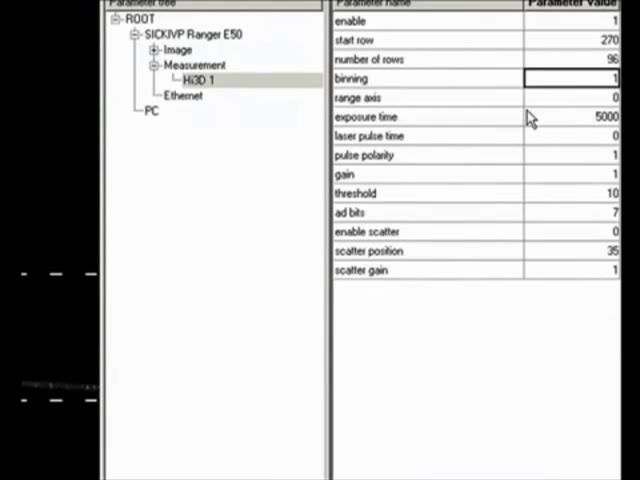 Parameter tree
Parameter name Parameter value
ROOT
SICKIVP Ranger E50
Image
Measurement
Hi3D 1
Ethernet
PC
enable 1
start row 270
number of rows 96
binning 1
range axis 0
exposure time 5000
laser pulse time 0
pulse polarity 1
gain 1
threshold 10
ad bits 7
enable scatter 0
scatter position 35
scatter gain 1